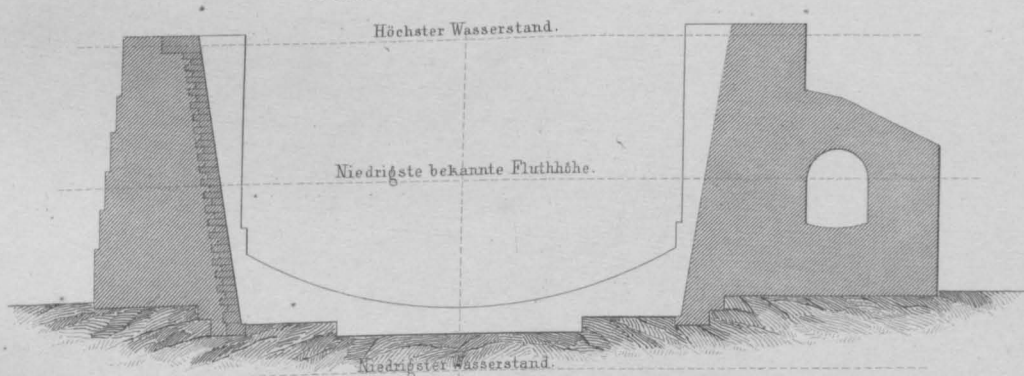 Höchster Wasserstand.
Niedrigste bekannte Fluthhöhe.
Niedrigster Wasserstand.